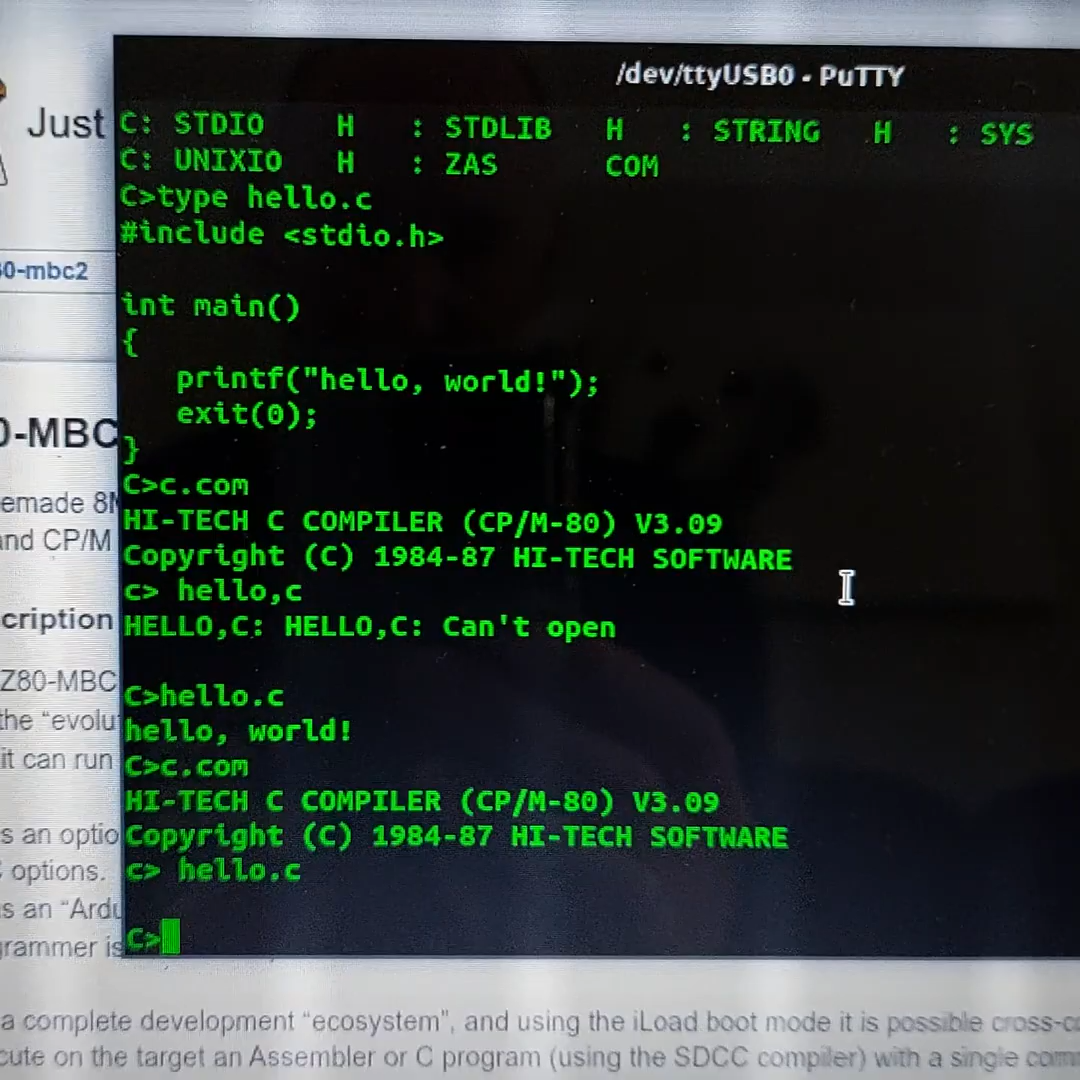 /dev/ttyUSB0 - PuTTY
Just
C: STDIO H : STDLIB H : STRING H : SYS
C: UNIXIO H : ZAS COM
C>type hello.c
#include <stdio.h>
0-mbc2
int main()
{
printf("hello, world!");
exit(0);
}
0-MBC
C>c.com
emade 8M
HI-TECH C COMPILER (CP/M-80) V3.09
and CP/M
Copyright (C) 1984-87 HI-TECH SOFTWARE
c> hello,c
cription
HELLO,C: HELLO,C: Can't open
Z80-MBC
C>hello.c
the “evolu
hello, world!
it can run
C>c.com
HI-TECH C COMPILER (CP/M-80) V3.09
s an optio
Copyright (C) 1984-87 HI-TECH SOFTWARE
options.
c> hello.c
s an “Ardu
grammer is
C>
a complete development “ecosystem”, and using the iLoad boot mode it is possible cross-c
cute on the target an Assembler or C program (using the SDCC compiler) with a single com